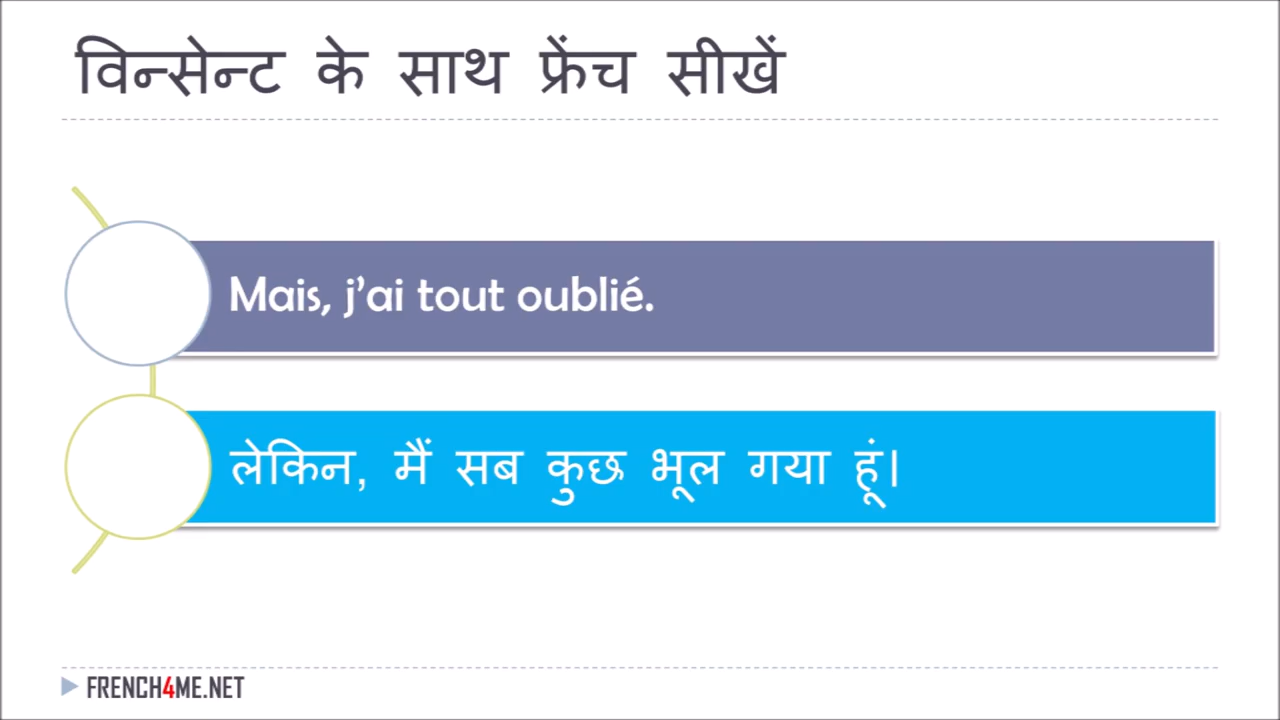 विन्सेन्ट के साथ फ्रेंच सीखें
Mais, j’ai tout oublié.
लेकिन, मैं सब कुछ भूल गया हूं।
FRENCH4ME.NET